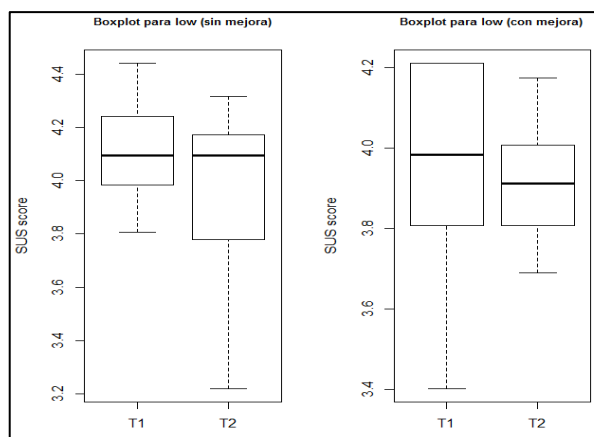 Boxplot para low (sin mejora)
SUS score
4.4
4.2
4.0
3.8
3.6
3.4
3.2
T1 T2
Boxplot para low (con mejora)
SUS score
4.2
4.0
3.8
3.6
3.4
T1 T2